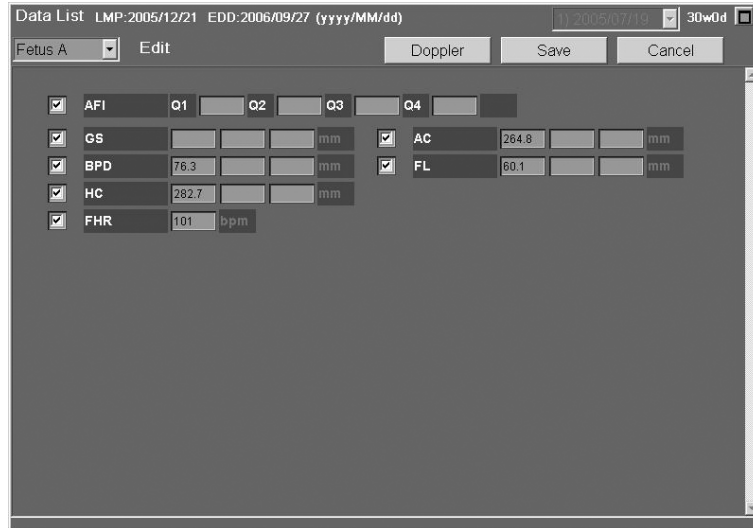 Data List LMP:2005/12/21 EDD:2006/09/27 (yyyy/MM/dd) 1) 2005/07/19 30w0d
Fetus A Edit Doppler Save Cancel
AFI Q1 Q2 Q3 Q4
GS mm AC 264.8 mm
BPD 76.3 mm FL 60.1 mm
HC 282.7 mm
FHR 101 bpm